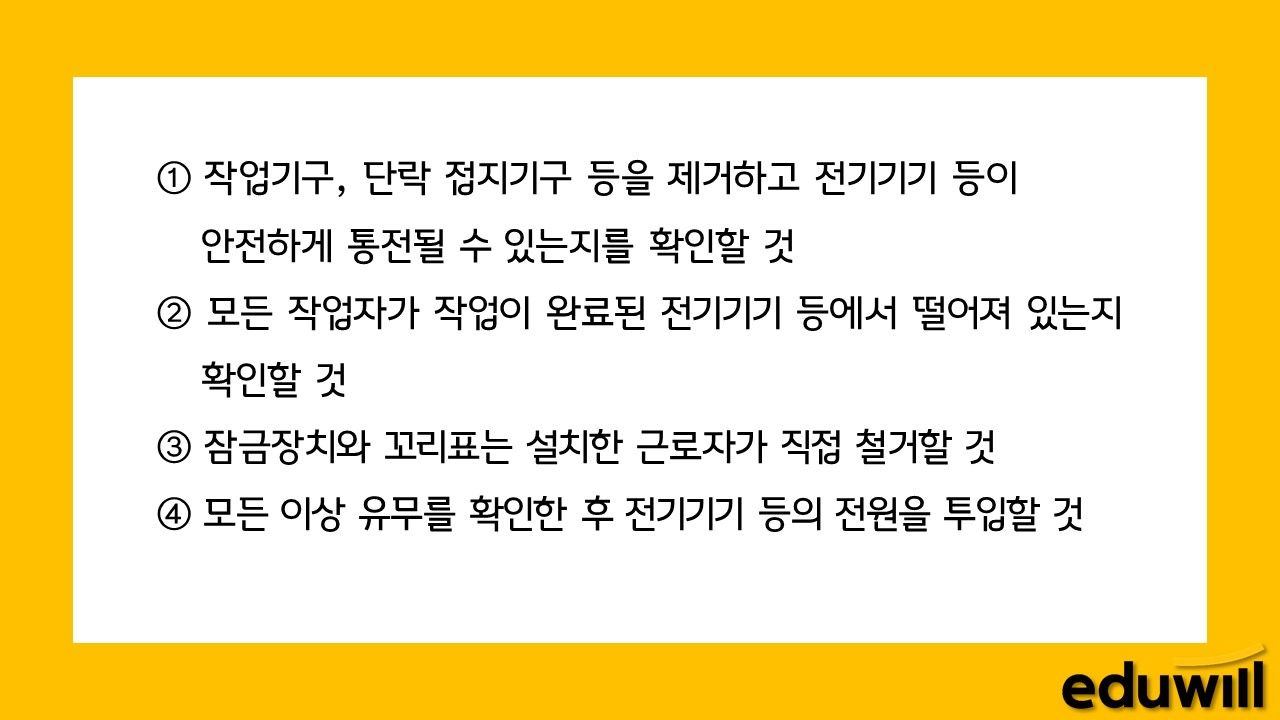 ① 작업기구, 단락 접지기구 등을 제거하고 전기기기 등이
안전하게 통전될 수 있는지를 확인할 것
② 모든 작업자가 작업이 완료된 전기기기 등에서 떨어져 있는지
확인할 것
③ 잠금장치와 꼬리표는 설치한 근로자가 직접 철거할 것
④ 모든 이상 유무를 확인한 후 전기기기 등의 전원을 투입할 것
eduwill